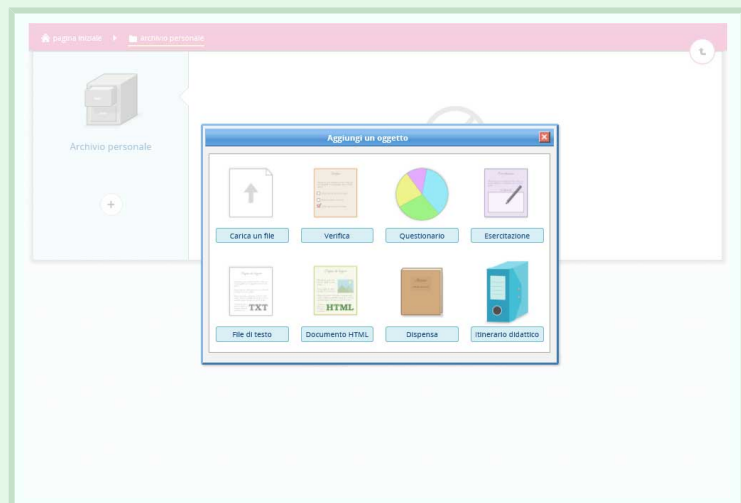 pagina iniziale archivio personale
Archivio personale
Aggiungi un oggetto
Carica un file Verifica Questionario Esercitazione
TXT HTML
File di testo Documento HTML Dispensa Itinerario didattico